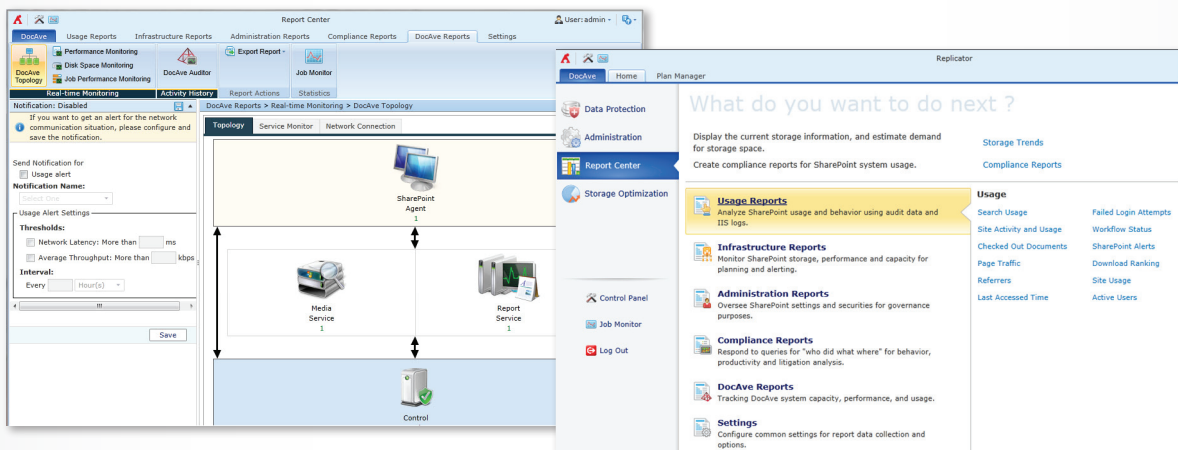 Report Center
User: admin
DocAve
Usage Reports
Infrastructure Reports
Administration Reports
Compliance Reports
DocAve Reports
Settings
DocAve
Topology
Performance Monitoring
Disk Space Monitoring
Job Performance Monitoring
Real-time Monitoring
DocAve Auditor
Activity History
Export Report
Report Actions
Job Monitor
Statistics
Notification: Disabled
If you want to get an alert for the network
communication situation, please configure and
save the notification.
Send Notification for
Usage alert
Notification Name:
Select One
Usage Alert Settings
Thresholds:
Network Latency: More than ms
Average Throughput: More than kbps
Interval:
Every Hour(s)
Save
DocAve Reports > Real-time Monitoring > DocAve Topology
Topology
Service Monitor
Network Connection
SharePoint
Agent
1
Media
Service
1
Report
Service
1
Control
Replicator
DocAve
Home
Plan Manager
Data Protection
Administration
Report Center
Storage Optimization
Control Panel
Job Monitor
Log Out
What do you want to do next ?
Display the current storage information, and estimate demand
for storage space.
Storage Trends
Create compliance reports for SharePoint system usage.
Compliance Reports
Usage Reports
Analyze SharePoint usage and behavior using audit data and
IIS logs.
Infrastructure Reports
Monitor SharePoint storage, performance and capacity for
planning and alerting.
Administration Reports
Oversee SharePoint settings and securities for governance
purposes.
Compliance Reports
Respond to queries for "who did what where" for behavior,
productivity and litigation analysis.
DocAve Reports
Tracking DocAve system capacity, performance, and usage.
Settings
Configure common settings for report data collection and
options.
Usage
Search Usage
Failed Login Attempts
Site Activity and Usage
Workflow Status
Checked Out Documents
SharePoint Alerts
Page Traffic
Download Ranking
Referrers
Site Usage
Last Accessed Time
Active Users